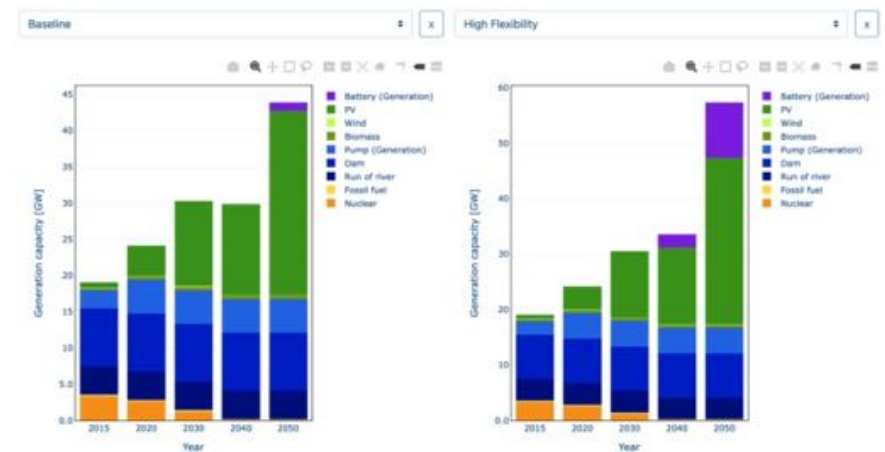 Baseline
x
High Flexibility
x
45
40
35
30
25
20
15
10
5.0
0.0
Generation capacity [GW]
2015
2020
2030
2040
2050
Year
Battery (Generation)
PV
Wind
Biomass
Pump (Generation)
Dam
Run of river
Fossil fuel
Nuclear
60
50
40
30
20
10
0.0
Generation capacity [GW]
2015
2020
2030
2040
2050
Year
Battery (Generation)
PV
Wind
Biomass
Pump (Generation)
Dam
Run of river
Fossil fuel
Nuclear